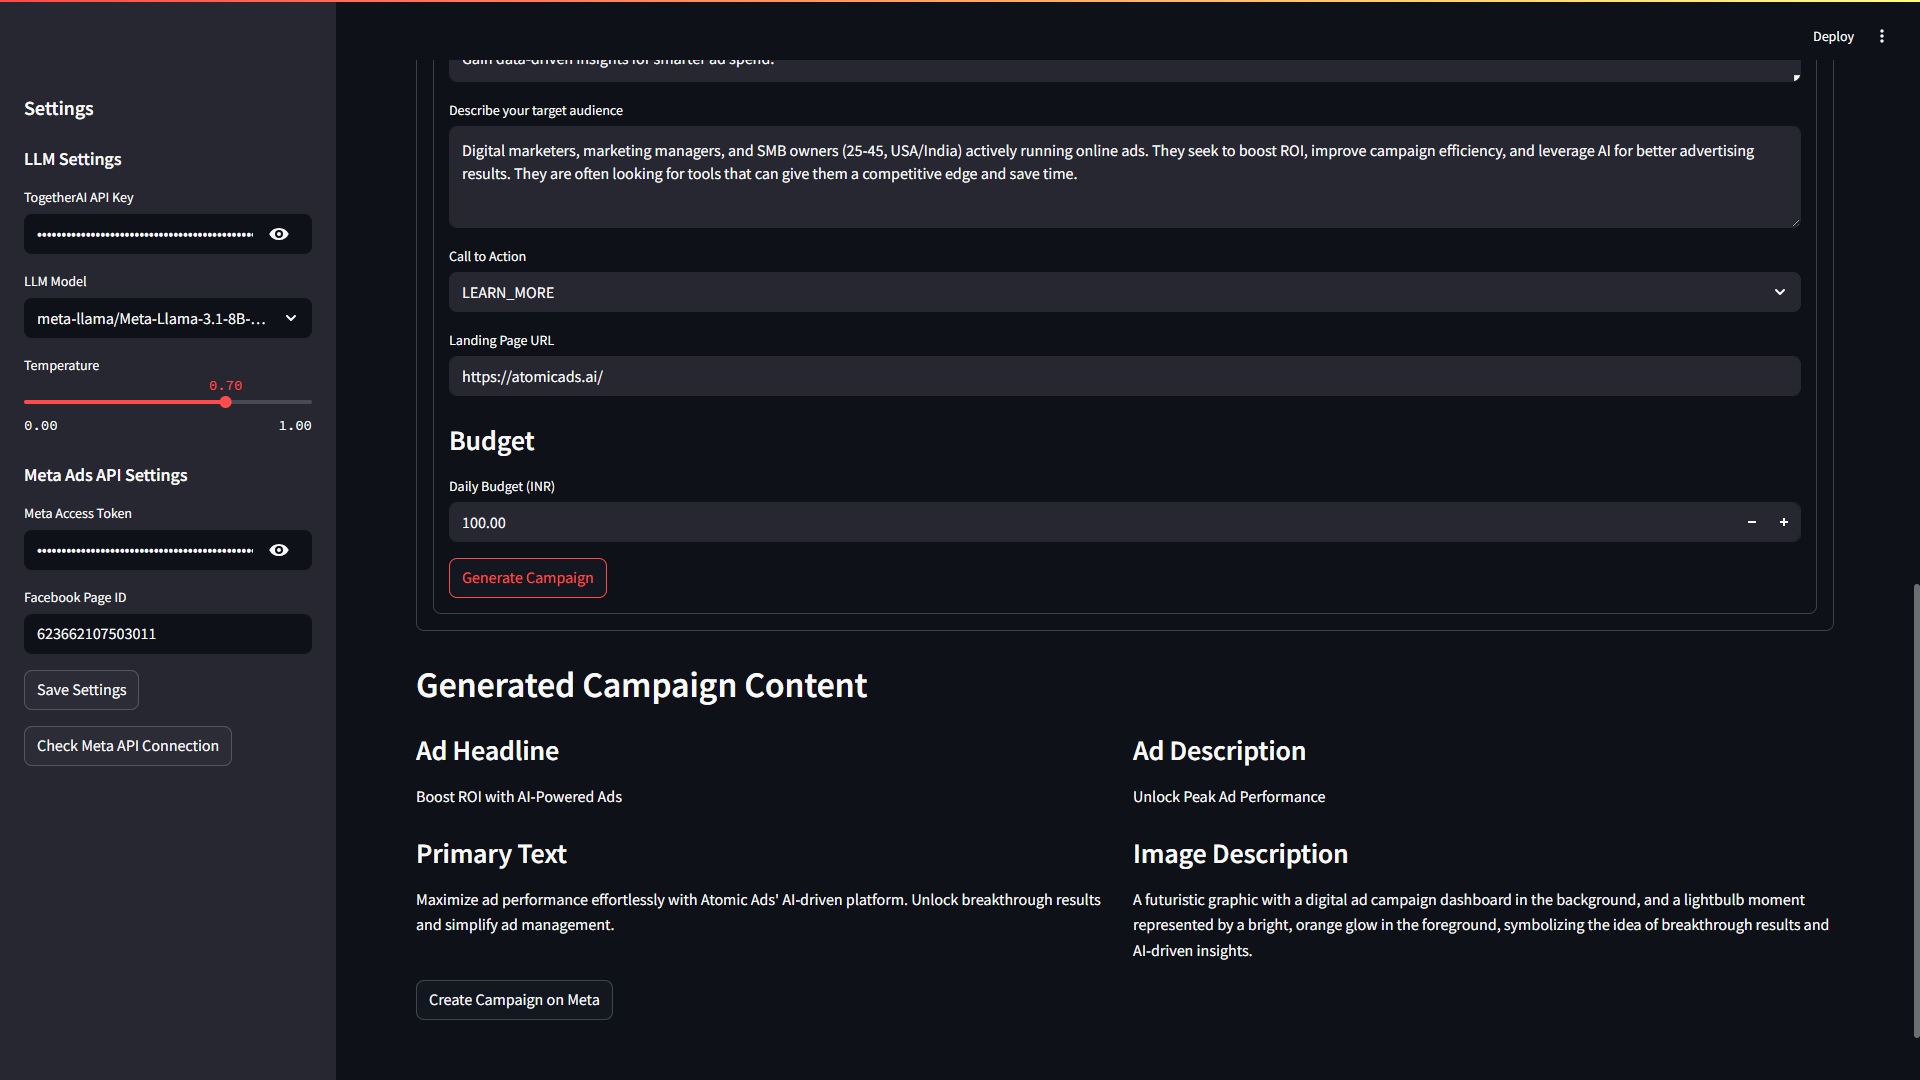 Deploy
Settings
LLM Settings
TogetherAI API Key
LLM Model
meta-llama/Meta-Llama-3.1-8B-...
Temperature
0.70
0.00 1.00
Meta Ads API Settings
Meta Access Token
Facebook Page ID
623662107503011
Save Settings
Check Meta API Connection
Gain data-driven insights for smarter ad spend.
Describe your target audience
Digital marketers, marketing managers, and SMB owners (25-45, USA/India) actively running online ads. They seek to boost ROI, improve campaign efficiency, and leverage AI for better advertising
results. They are often looking for tools that can give them a competitive edge and save time.
Call to Action
LEARN_MORE
Landing Page URL
https://atomicads.ai/
Budget
Daily Budget (INR)
100.00
Generate Campaign
Generated Campaign Content
Ad Headline
Boost ROI with AI-Powered Ads
Ad Description
Unlock Peak Ad Performance
Primary Text
Maximize ad performance effortlessly with Atomic Ads' AI-driven platform. Unlock breakthrough results
and simplify ad management.
Image Description
A futuristic graphic with a digital ad campaign dashboard in the background, and a lightbulb moment
represented by a bright, orange glow in the foreground, symbolizing the idea of breakthrough results and
AI-driven insights.
Create Campaign on Meta